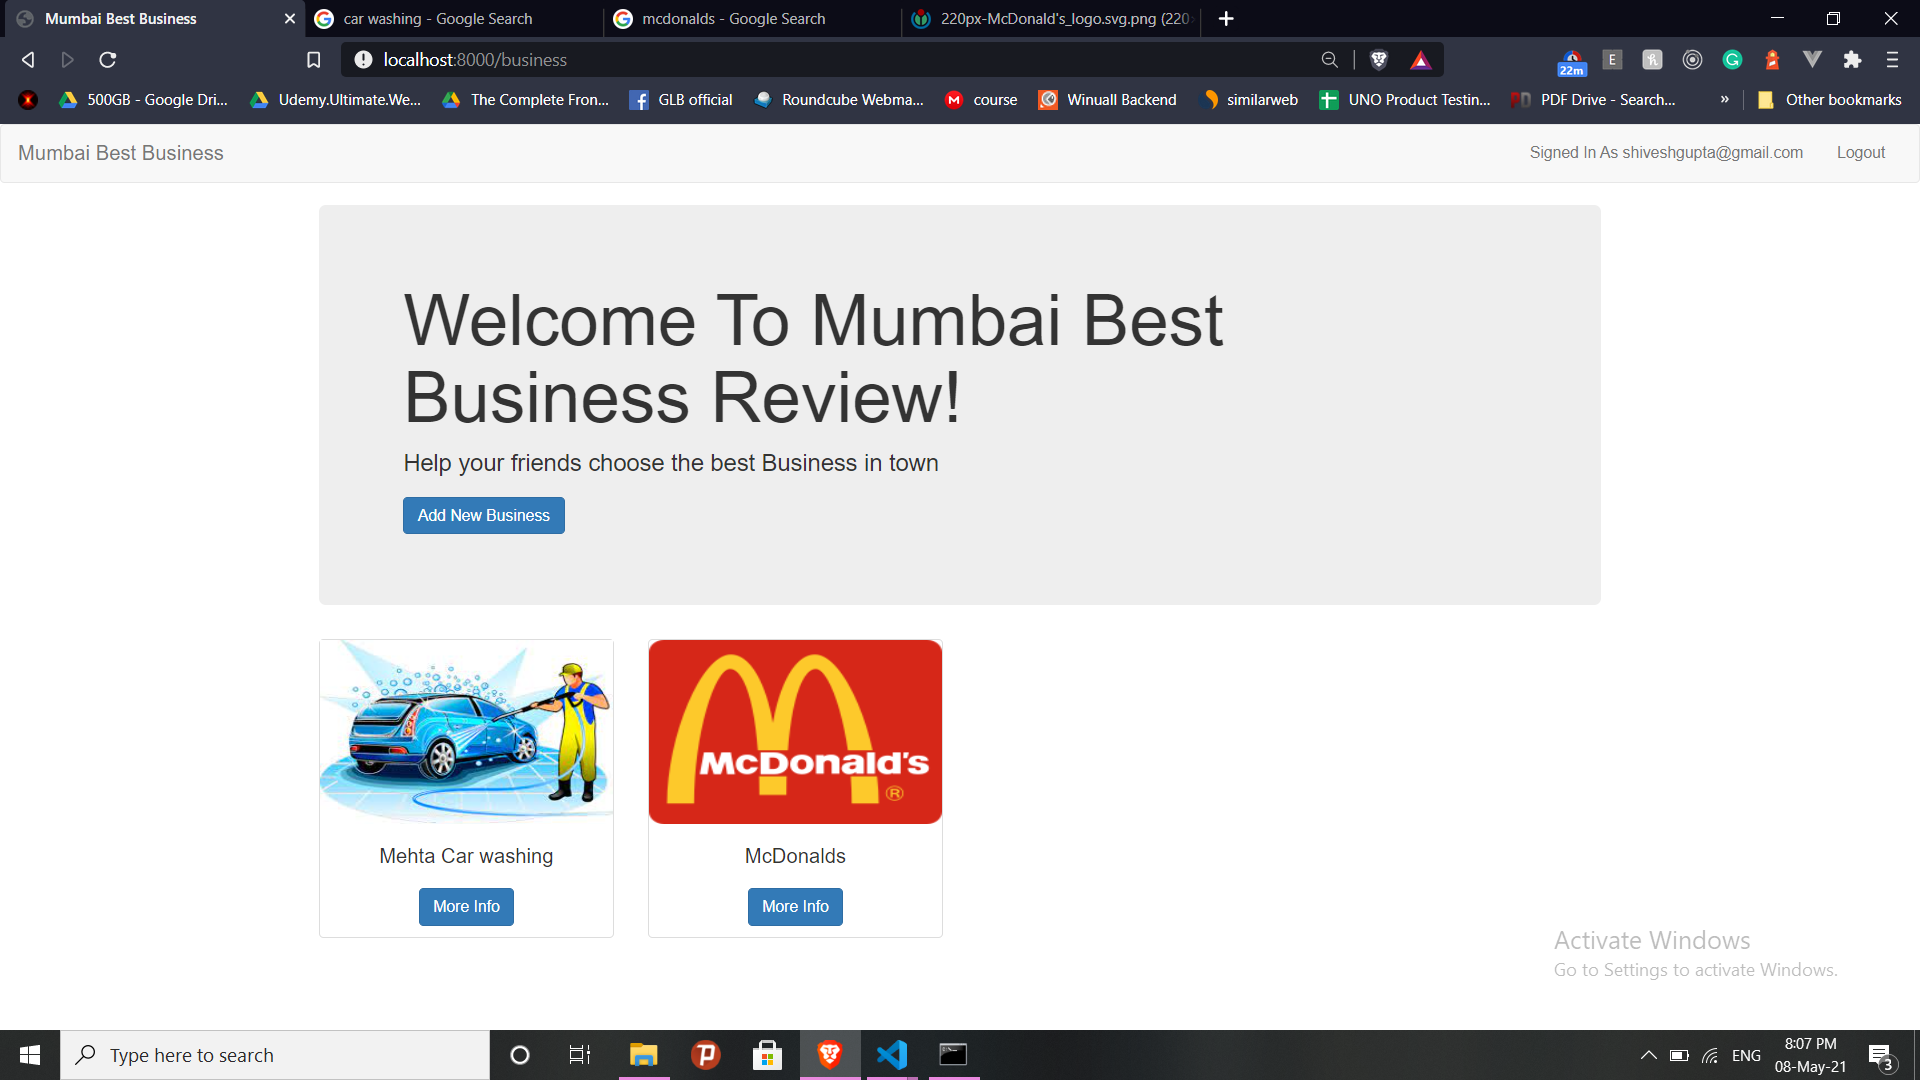 Mumbai Best Business
car washing - Google Search
mcdonalds - Google Search
220px-McDonald's_logo.svg.png (220
localhost:8000/business
22m
500GB - Google Dri...
Udemy.Ultimate.We...
The Complete Fron...
GLB official
Roundcube Webma...
course
Winuall Backend
similarweb
UNO Product Testin...
PDF Drive - Search...
»
Other bookmarks
Mumbai Best Business
Signed In As shiveshgupta@gmail.com
Logout
Welcome To Mumbai Best
Business Review!
Help your friends choose the best Business in town
Add New Business
McDonald's
®
Mehta Car washing
McDonalds
More Info
More Info
Activate Windows
Go to Settings to activate Windows.
Type here to search
ENG
8:07 PM
08-May-21
3